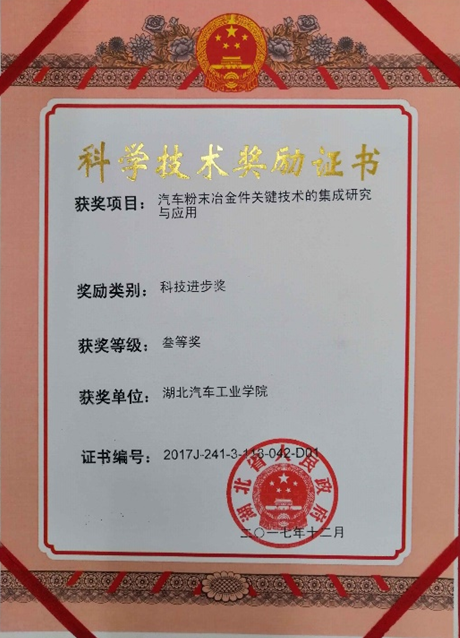 科学技术奖励证书
获奖项目：汽车粉末冶金件关键技术的集成研究
与应用
奖励类别：科技进步奖
获奖等级：叁等奖
获奖单位：湖北汽车工业学院
证书编号：2017J-241-3-118-042-D01
湖北省人民政府
二〇一七年十二月